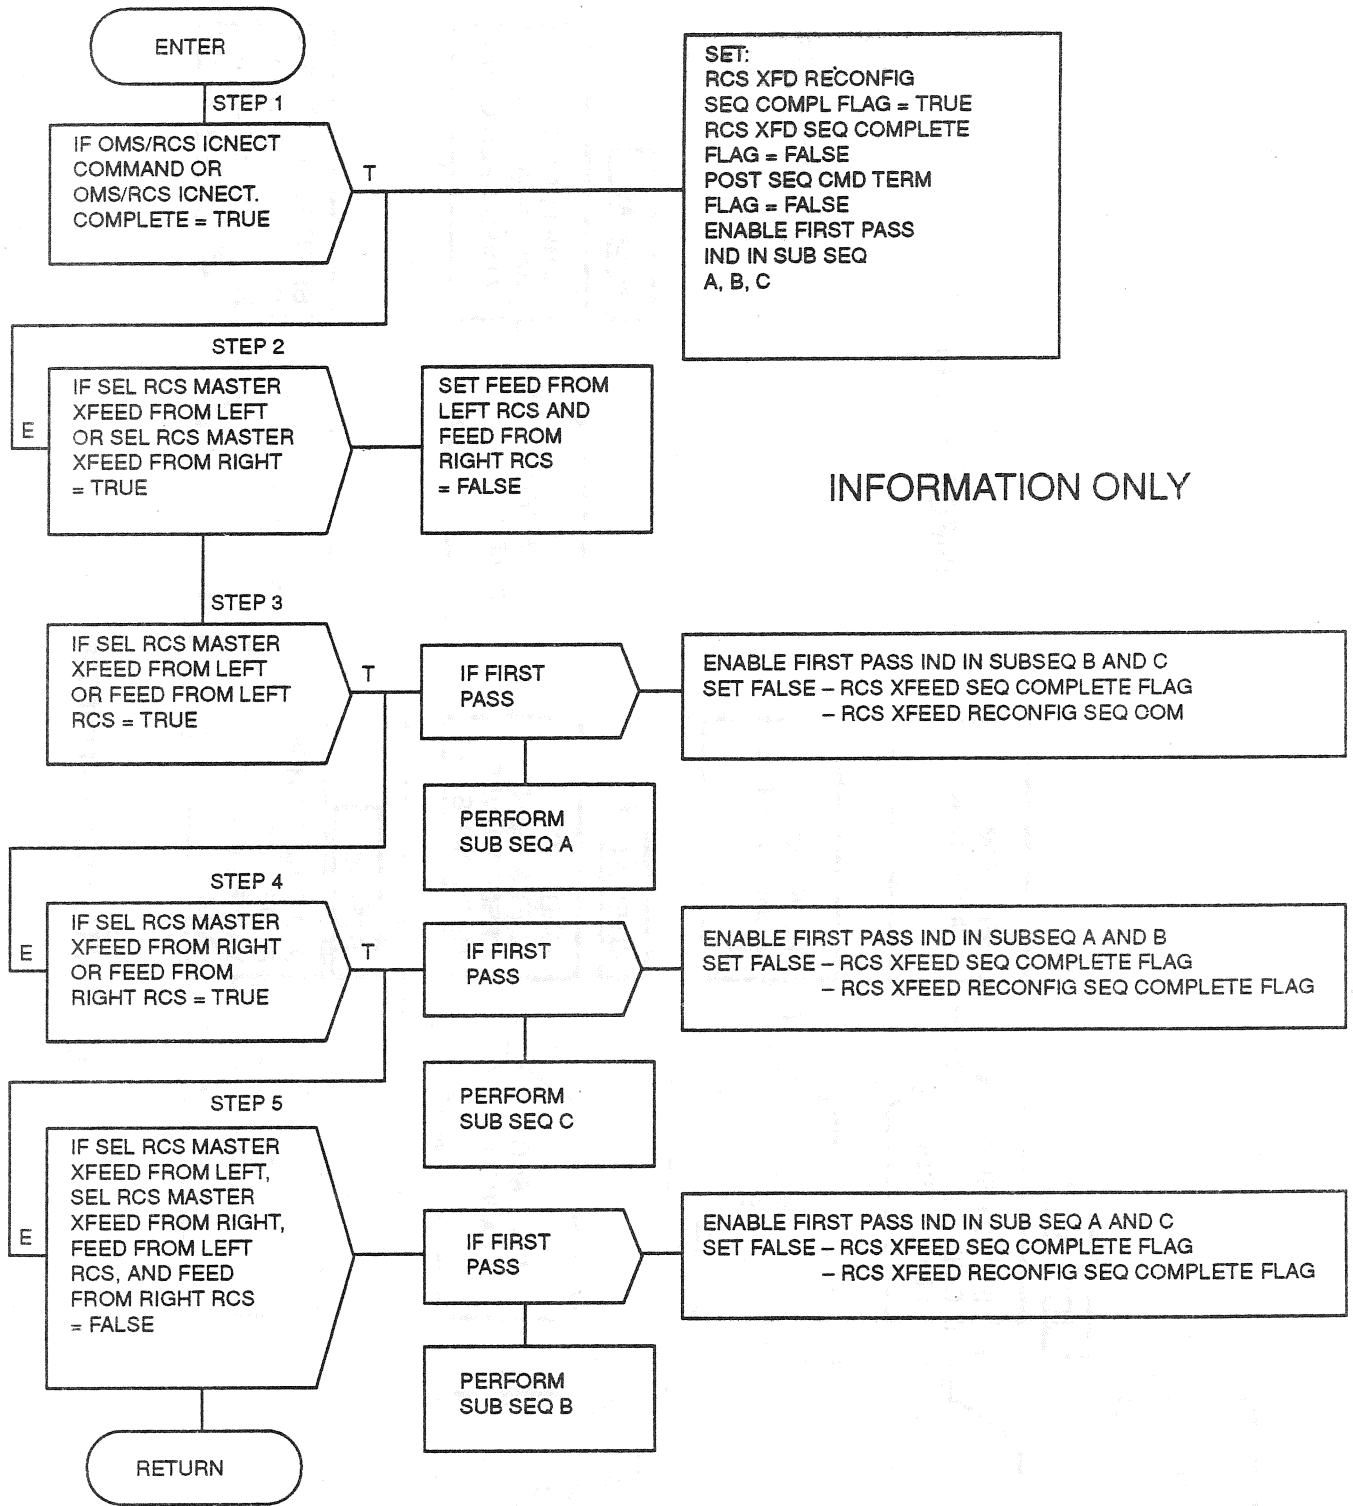 ENTER
STEP 1
IF OMS/RCS ICNECT
COMMAND OR
OMS/RCS ICNECT.
COMPLETE = TRUE
T
SET:
RCS XFD RECONFIG
SEQ COMPL FLAG = TRUE
RCS XFD SEQ COMPLETE
FLAG = FALSE
POST SEQ CMD TERM
FLAG = FALSE
ENABLE FIRST PASS
IND IN SUB SEQ
A, B, C
STEP 2
E
IF SEL RCS MASTER
XFEED FROM LEFT
OR SEL RCS MASTER
XFEED FROM RIGHT
= TRUE
SET FEED FROM
LEFT RCS AND
FEED FROM
RIGHT RCS
= FALSE
INFORMATION ONLY
STEP 3
IF SEL RCS MASTER
XFEED FROM LEFT
OR FEED FROM LEFT
RCS = TRUE
T
IF FIRST
PASS
ENABLE FIRST PASS IND IN SUBSEQ B AND C
SET FALSE – RCS XFEED SEQ COMPLETE FLAG
– RCS XFEED RECONFIG SEQ COM
PERFORM
SUB SEQ A
STEP 4
E
IF SEL RCS MASTER
XFEED FROM RIGHT
OR FEED FROM
RIGHT RCS = TRUE
T
IF FIRST
PASS
ENABLE FIRST PASS IND IN SUBSEQ A AND B
SET FALSE – RCS XFEED SEQ COMPLETE FLAG
– RCS XFEED RECONFIG SEQ COMPLETE FLAG
PERFORM
SUB SEQ C
STEP 5
E
IF SEL RCS MASTER
XFEED FROM LEFT,
SEL RCS MASTER
XFEED FROM RIGHT,
FEED FROM LEFT
RCS, AND FEED
FROM RIGHT RCS
= FALSE
IF FIRST
PASS
ENABLE FIRST PASS IND IN SUB SEQ A AND C
SET FALSE – RCS XFEED SEQ COMPLETE FLAG
– RCS XFEED RECONFIG SEQ COMPLETE FLAG
PERFORM
SUB SEQ B
RETURN